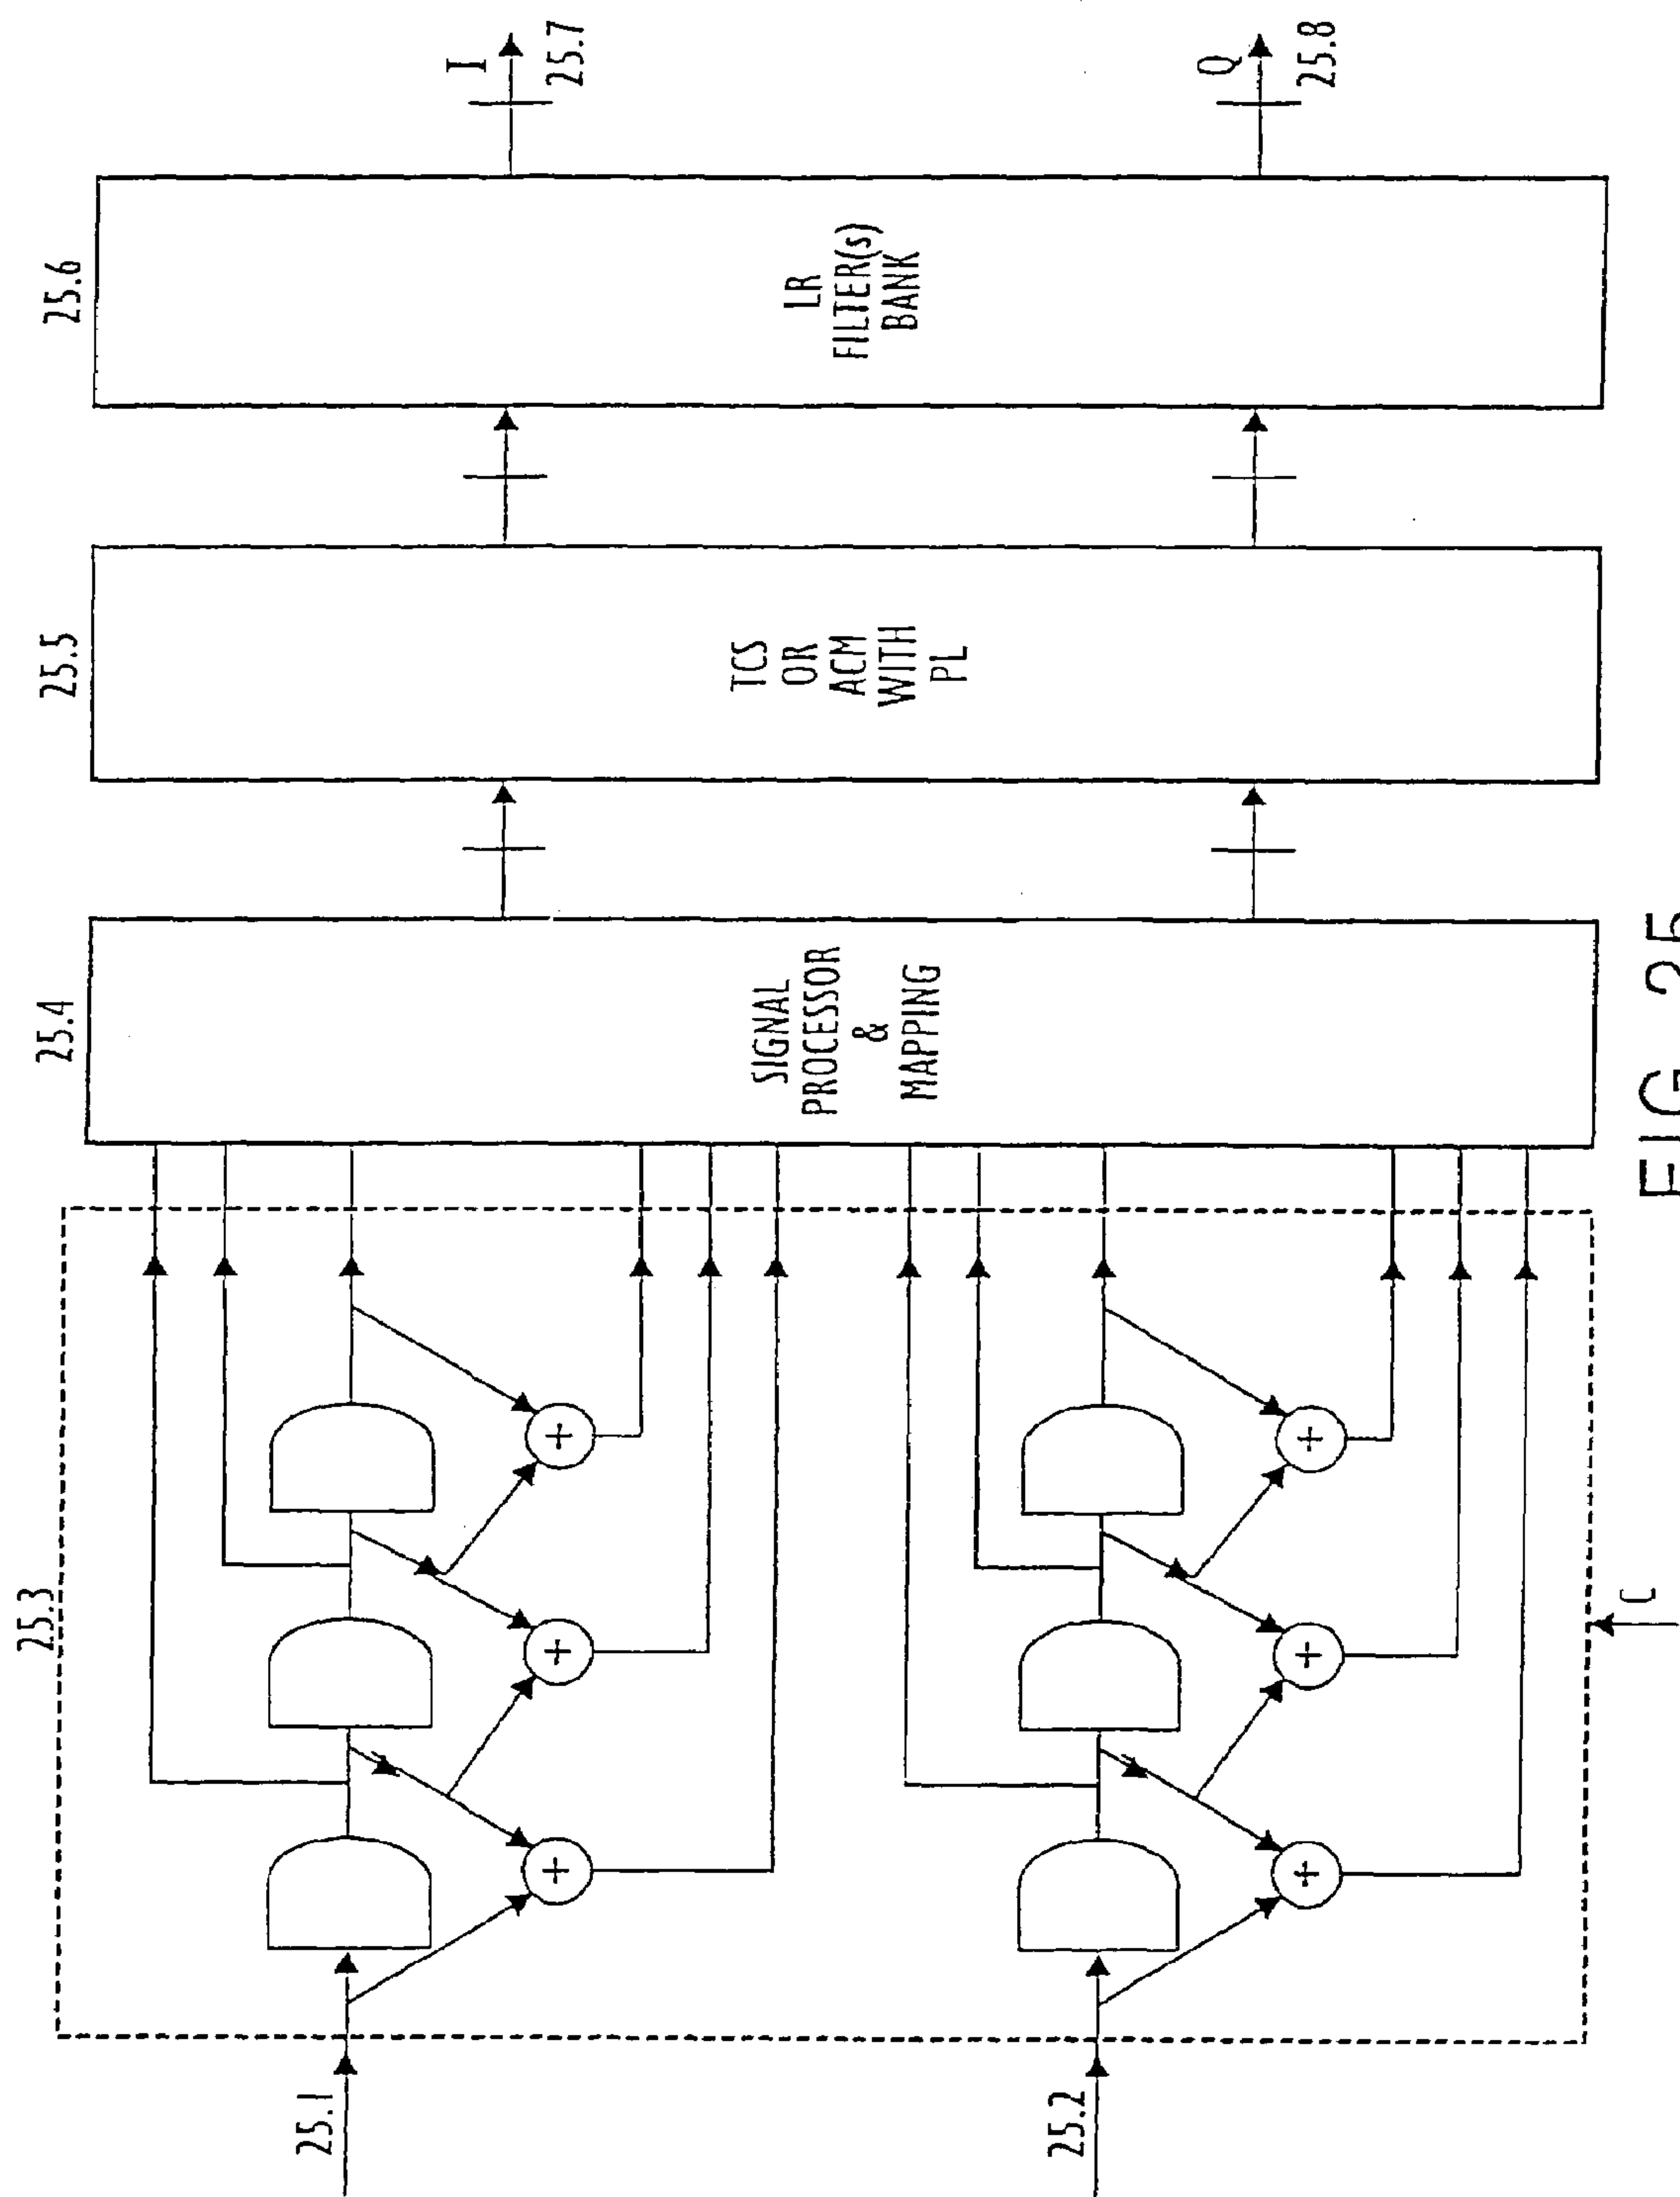 25.1
25.2
25.3
+
+
+
+
+
+
C
25.4
SIGNAL
PROCESSOR
&
MAPPING
25.5
TCS
OR
ACM
WITH
PL
25.6
LR
FILTER(s)
BANK
I
25.7
Q
25.8
FIG 25